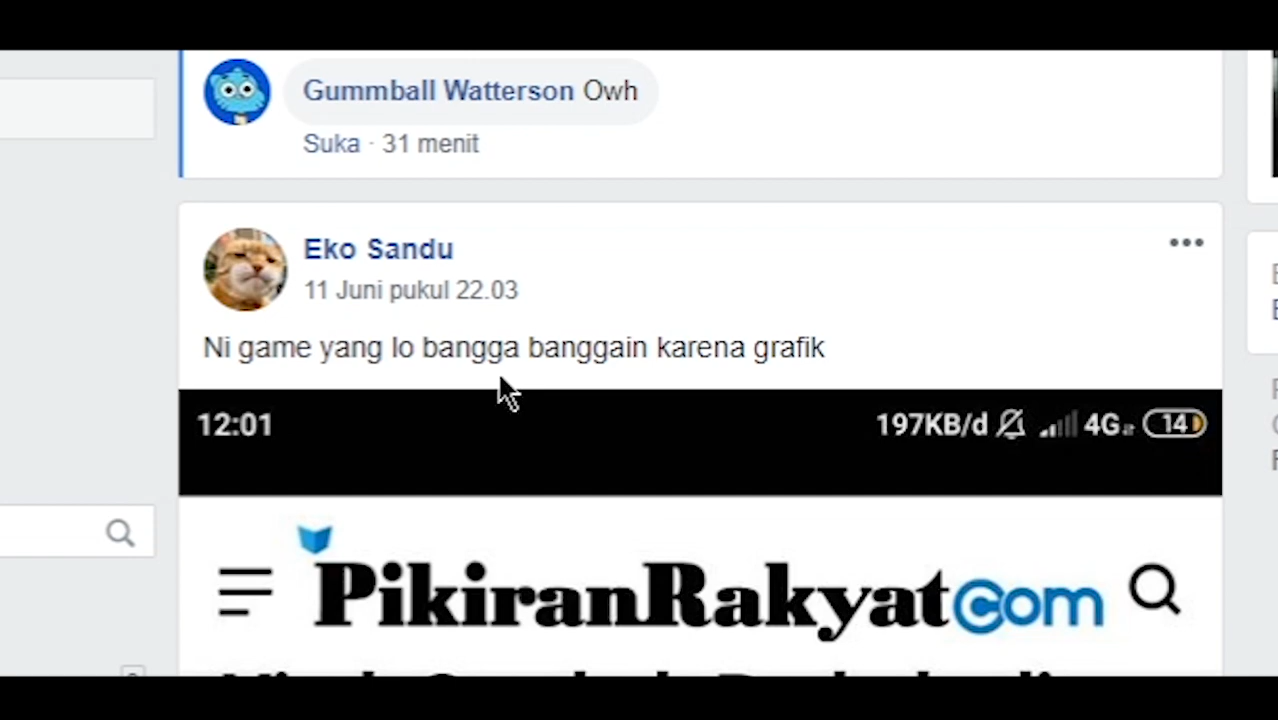 Gummball Watterson Owh
Suka · 31 menit
Eko Sandu
11 Juni pukul 22.03
Ni game yang lo bangga banggain karena grafik
12:01 197KB/d 4G 14
PikiranRakyat com